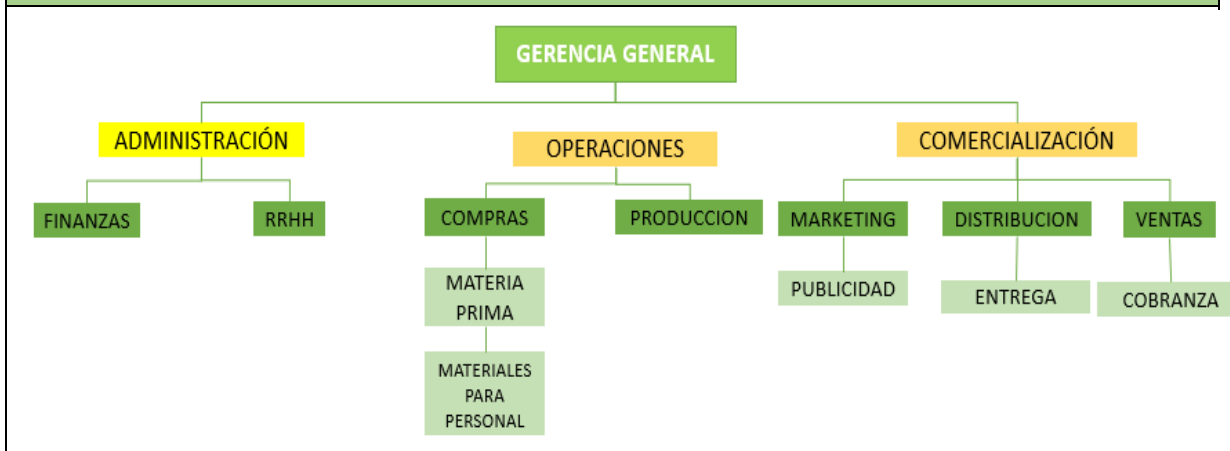 GERENCIA GENERAL
ADMINISTRACIÓN
OPERACIONES
COMERCIALIZACIÓN
FINANZAS
RRHH
COMPRAS
PRODUCCION
MARKETING
DISTRIBUCION
VENTAS
MATERIA
PRIMA
PUBLICIDAD
ENTREGA
COBRANZA
MATERIALES
PARA
PERSONAL